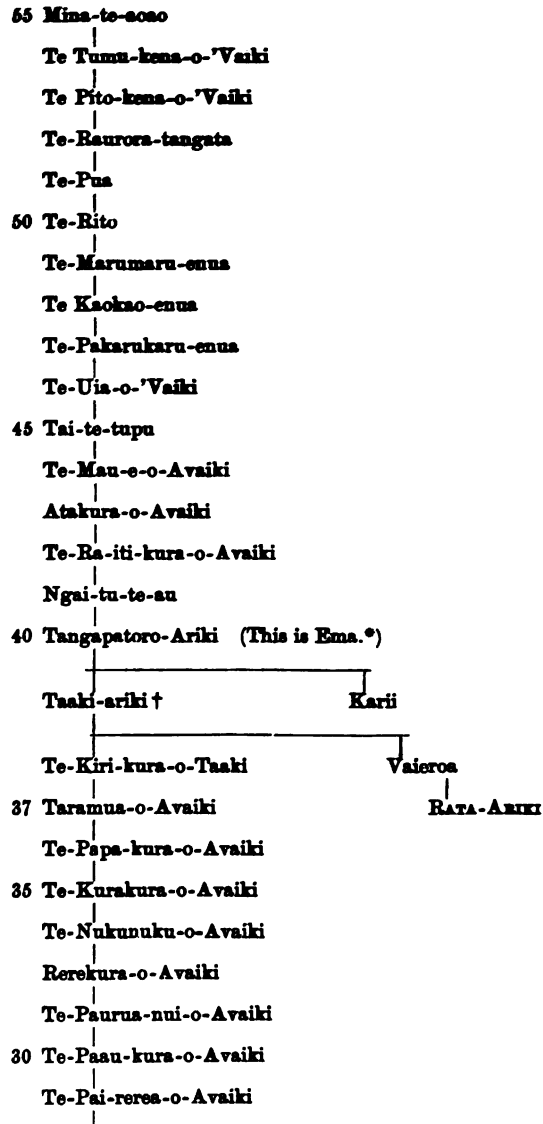 55 Mina-te-aoao
Te Tumu-kena-o-'Vaiki
Te Pito-kena-o-'Vaiki
Te-Raurora-tangata
Te-Pua
50 Te-Rito
Te-Marumaru-enua
Te Kaokao-enua
Te-Pakarukaru-enua
Te-Uia-o-'Vaiki
45 Tai-te-tupu
Te-Mau-e-o-Avaiki
Atakura-o-Avaiki
Te-Ra-iti-kura-o-Avaiki
Ngai-tu-te-au
40 Tangapatoro-Ariki (This is Ema.*)
Taaki-ariki † Karii
Te-Kiri-kura-o-Taaki Vaieroa
37 Taramua-o-Avaiki RATA-ARIKI
Te-Papa-kura-o-Avaiki
35 Te-Kurakura-o-Avaiki
Te-Nukunuku-o-Avaiki
Rerekura-o-Avaiki
Te-Paurua-nui-o-Avaiki
30 Te-Paau-kura-o-Avaiki
Te-Pai-rerea-o-Avaiki